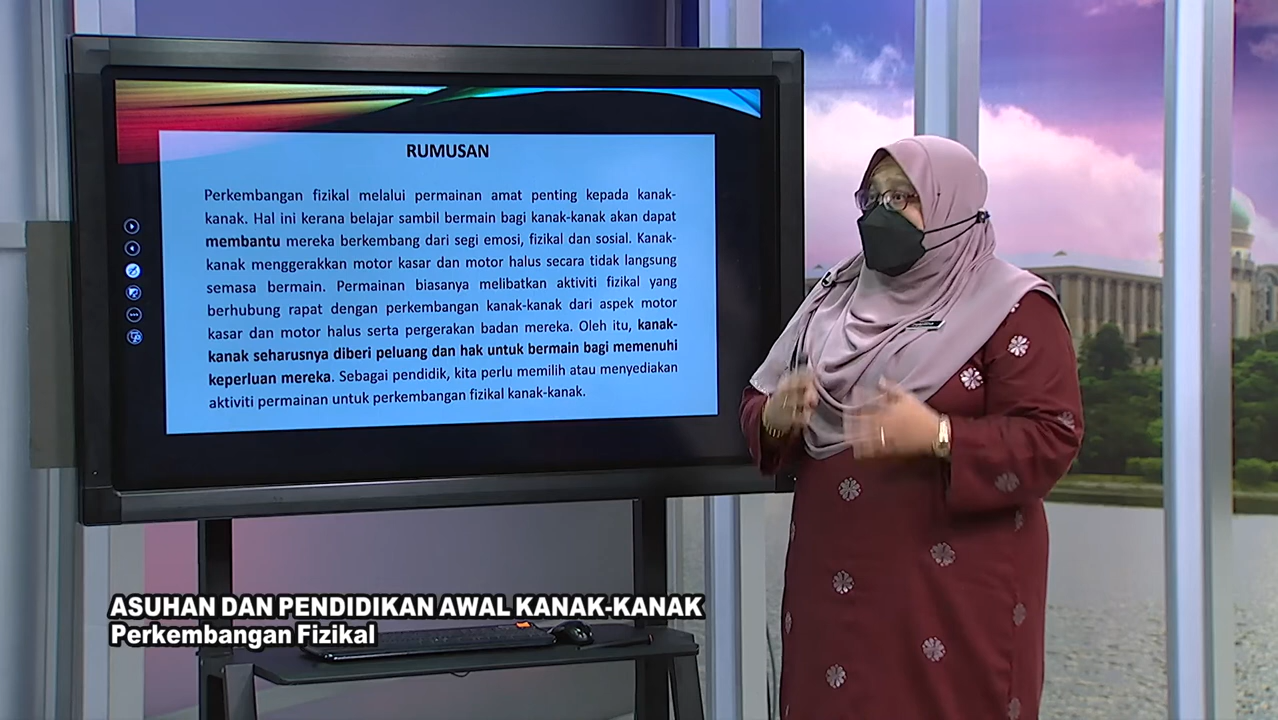 RUMUSAN
Perkembangan fizikal melalui permainan amat penting kepada kanak-
kanak. Hal ini kerana belajar sambil bermain bagi kanak-kanak akan dapat
membantu mereka berkembang dari segi emosi, fizikal dan sosial. Kanak-
kanak menggerakkan motor kasar dan motor halus secara tidak langsung
semasa bermain. Permainan biasanya melibatkan aktiviti fizikal yang
berhubung rapat dengan perkembangan kanak-kanak dari aspek motor
kasar dan motor halus serta pergerakan badan mereka. Oleh itu, kanak-
kanak seharusnya diberi peluang dan hak untuk bermain bagi memenuhi
keperluan mereka. Sebagai pendidik, kita perlu memilih atau menyediakan
aktiviti permainan untuk perkembangan fizikal kanak-kanak.
ASUHAN DAN PENDIDIKAN AWAL KANAK-KANAK
Perkembangan Fizikal